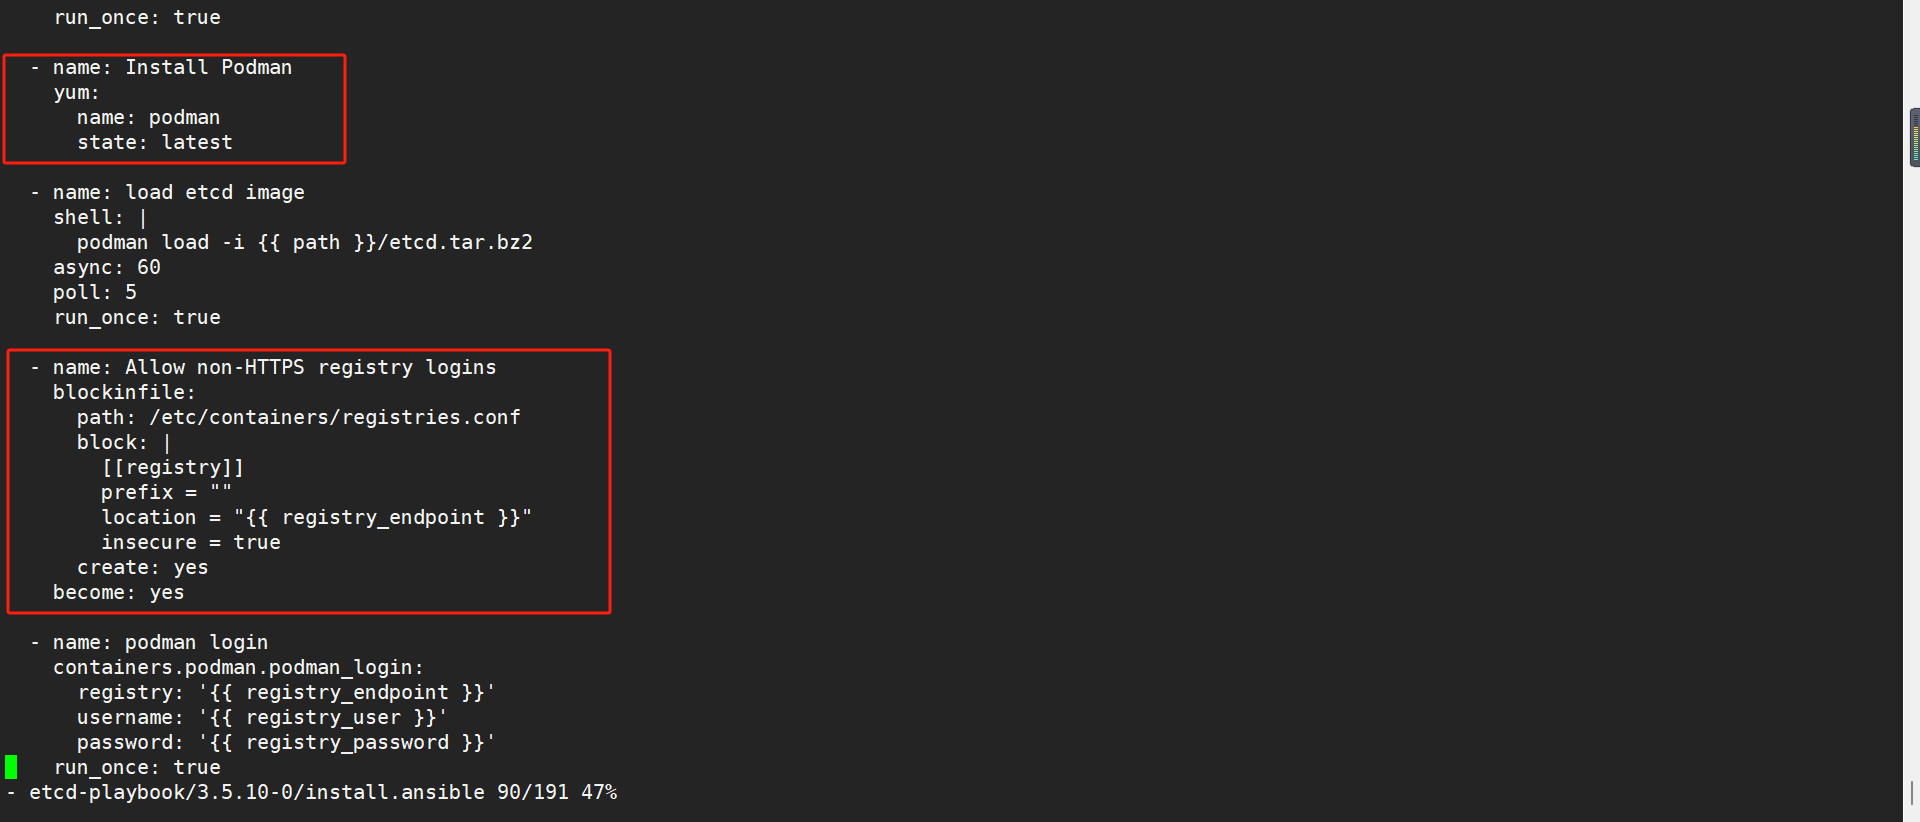 run_once: true
- name: Install Podman
yum:
name: podman
state: latest
- name: load etcd image
shell: |
podman load -i {{ path }}/etcd.tar.bz2
async: 60
poll: 5
run_once: true
- name: Allow non-HTTPS registry logins
blockinfile:
path: /etc/containers/registries.conf
block: |
[[registry]]
prefix = ""
location = "{{ registry_endpoint }}"
insecure = true
create: yes
become: yes
- name: podman login
containers.podman.podman_login:
registry: '{{ registry_endpoint }}'
username: '{{ registry_user }}'
password: '{{ registry_password }}'
run_once: true
- etcd-playbook/3.5.10-0/install.ansible 90/191 47%